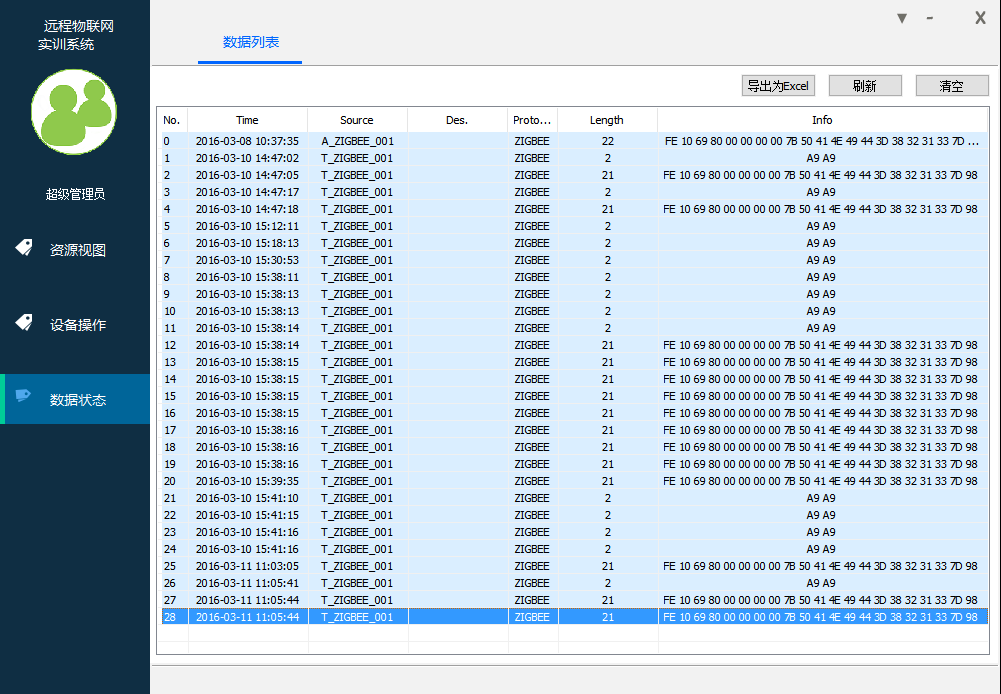 远程物联网
实训系统
超级管理员
资源视图
设备操作
数据状态
数据列表
▼ - X
导出为Excel 刷新 清空
No. Time Source Des. Proto... Length Info
0 2016-03-08 10:37:35 A_ZIGBEE_001 ZIGBEE 22 FE 10 69 80 00 00 00 00 7B 50 41 4E 49 44 3D 38 32 31 33 7D ...
1 2016-03-10 14:47:02 T_ZIGBEE_001 ZIGBEE 2 A9 A9
2 2016-03-10 14:47:05 T_ZIGBEE_001 ZIGBEE 21 FE 10 69 80 00 00 00 00 7B 50 41 4E 49 44 3D 38 32 31 33 7D 98
3 2016-03-10 14:47:17 T_ZIGBEE_001 ZIGBEE 2 A9 A9
4 2016-03-10 14:47:18 T_ZIGBEE_001 ZIGBEE 21 FE 10 69 80 00 00 00 00 7B 50 41 4E 49 44 3D 38 32 31 33 7D 98
5 2016-03-10 15:12:11 T_ZIGBEE_001 ZIGBEE 2 A9 A9
6 2016-03-10 15:18:13 T_ZIGBEE_001 ZIGBEE 2 A9 A9
7 2016-03-10 15:30:53 T_ZIGBEE_001 ZIGBEE 2 A9 A9
8 2016-03-10 15:38:11 T_ZIGBEE_001 ZIGBEE 2 A9 A9
9 2016-03-10 15:38:13 T_ZIGBEE_001 ZIGBEE 2 A9 A9
10 2016-03-10 15:38:13 T_ZIGBEE_001 ZIGBEE 2 A9 A9
11 2016-03-10 15:38:14 T_ZIGBEE_001 ZIGBEE 2 A9 A9
12 2016-03-10 15:38:14 T_ZIGBEE_001 ZIGBEE 21 FE 10 69 80 00 00 00 00 7B 50 41 4E 49 44 3D 38 32 31 33 7D 98
13 2016-03-10 15:38:15 T_ZIGBEE_001 ZIGBEE 21 FE 10 69 80 00 00 00 00 7B 50 41 4E 49 44 3D 38 32 31 33 7D 98
14 2016-03-10 15:38:15 T_ZIGBEE_001 ZIGBEE 21 FE 10 69 80 00 00 00 00 7B 50 41 4E 49 44 3D 38 32 31 33 7D 98
15 2016-03-10 15:38:15 T_ZIGBEE_001 ZIGBEE 21 FE 10 69 80 00 00 00 00 7B 50 41 4E 49 44 3D 38 32 31 33 7D 98
16 2016-03-10 15:38:15 T_ZIGBEE_001 ZIGBEE 21 FE 10 69 80 00 00 00 00 7B 50 41 4E 49 44 3D 38 32 31 33 7D 98
17 2016-03-10 15:38:16 T_ZIGBEE_001 ZIGBEE 21 FE 10 69 80 00 00 00 00 7B 50 41 4E 49 44 3D 38 32 31 33 7D 98
18 2016-03-10 15:38:16 T_ZIGBEE_001 ZIGBEE 21 FE 10 69 80 00 00 00 00 7B 50 41 4E 49 44 3D 38 32 31 33 7D 98
19 2016-03-10 15:38:16 T_ZIGBEE_001 ZIGBEE 21 FE 10 69 80 00 00 00 00 7B 50 41 4E 49 44 3D 38 32 31 33 7D 98
20 2016-03-10 15:39:35 T_ZIGBEE_001 ZIGBEE 21 FE 10 69 80 00 00 00 00 7B 50 41 4E 49 44 3D 38 32 31 33 7D 98
21 2016-03-10 15:41:10 T_ZIGBEE_001 ZIGBEE 2 A9 A9
22 2016-03-10 15:41:15 T_ZIGBEE_001 ZIGBEE 2 A9 A9
23 2016-03-10 15:41:16 T_ZIGBEE_001 ZIGBEE 2 A9 A9
24 2016-03-10 15:41:16 T_ZIGBEE_001 ZIGBEE 2 A9 A9
25 2016-03-11 11:03:05 T_ZIGBEE_001 ZIGBEE 21 FE 10 69 80 00 00 00 00 7B 50 41 4E 49 44 3D 38 32 31 33 7D 98
26 2016-03-11 11:05:41 T_ZIGBEE_001 ZIGBEE 2 A9 A9
27 2016-03-11 11:05:44 T_ZIGBEE_001 ZIGBEE 21 FE 10 69 80 00 00 00 00 7B 50 41 4E 49 44 3D 38 32 31 33 7D 98
28 2016-03-11 11:05:44 T_ZIGBEE_001 ZIGBEE 21 FE 10 69 80 00 00 00 00 7B 50 41 4E 49 44 3D 38 32 31 33 7D 98